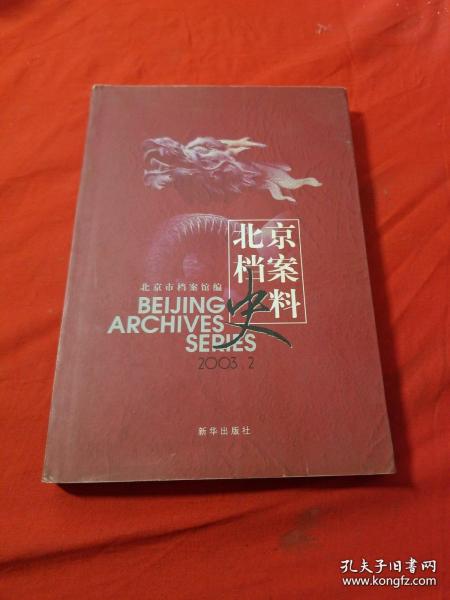 北京
档案
史料
北京市档案馆编
BEIJING
ARCHIVES
SERIES
2003.2
新华出版社
孔夫子旧书网
www.kongfz.com